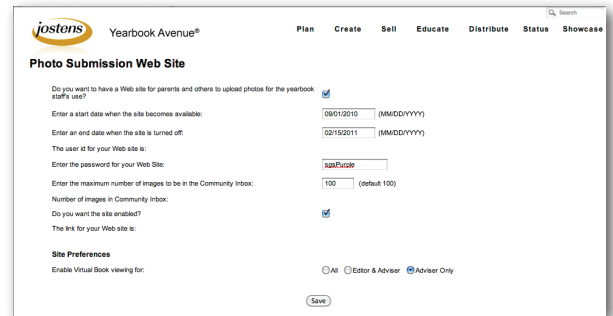 Search
jostens
Yearbook Avenue®
Plan Create Sell Educate Distribute Status Showcase
Photo Submission Web Site
Do you want to have a Web site for parents and others to upload photos for the yearbook
staff's use?
Enter a start date when the site becomes available: 09/01/2010 (MM/DD/YYYY)
Enter an end date when the site is turned off: 02/15/2011 (MM/DD/YYYY)
The user id for your Web site is:
Enter the password for your Web Site: sgsPurple
Enter the maximum number of images to be in the Community Inbox: 100 (default 100)
Number of images in Community Inbox:
Do you want the site enabled?
The link for your Web site is:
Site Preferences
Enable Virtual Book viewing for: All Editor & Adviser Adviser Only
Save